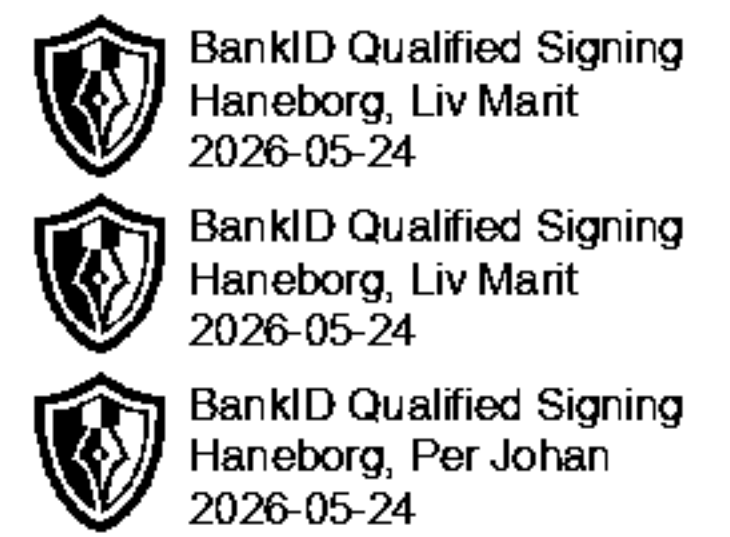 BankID Qualified Signing
Haneborg, Liv Marit
2026-05-24
BankID Qualified Signing
Haneborg, Liv Marit
2026-05-24
BankID Qualified Signing
Haneborg, Per Johan
2026-05-24